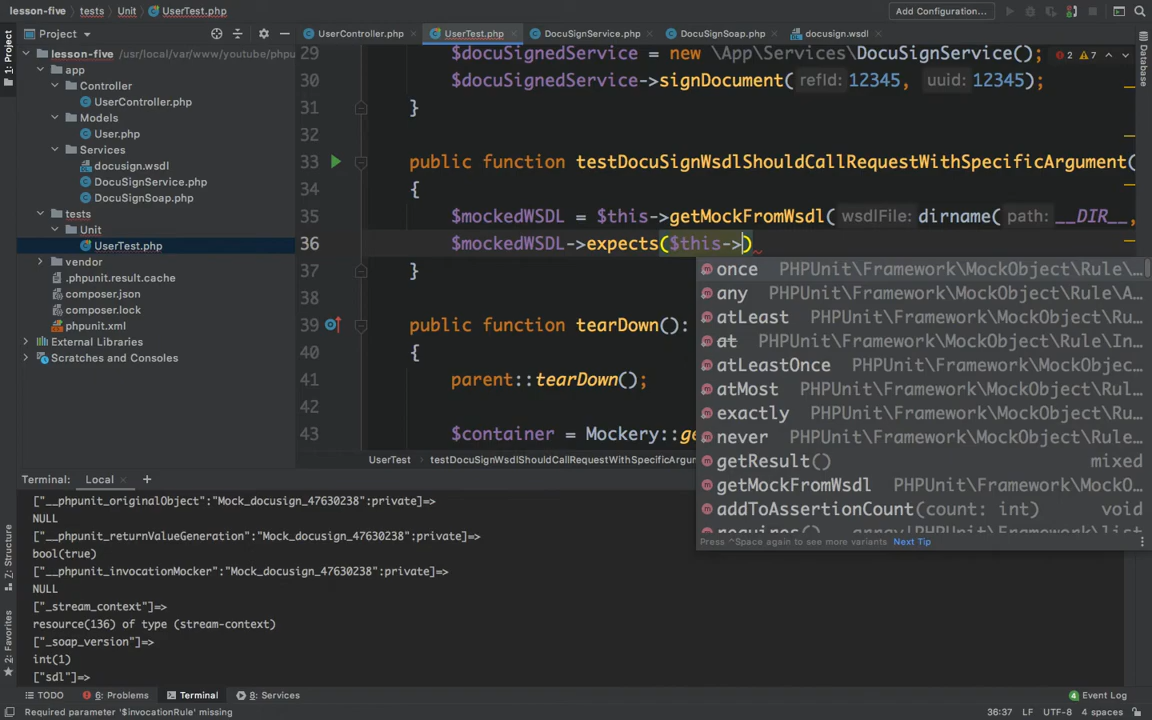 lesson-five tests Unit UserTest.php Add Configuration...
1: Project
Project
UserController.php UserTest.php DocuSignService.php DocuSignSoap.php docusign.wsdl
Database
lesson-five /usr/local/var/www/youtube/php
app
Controller
UserController.php
Models
User.php
Services
docusign.wsdl
DocuSignService.php
DocuSignSoap.php
tests
Unit
UserTest.php
vendor
.phpunit.result.cache
composer.json
composer.lock
phpunit.xml
External Libraries
Scratches and Consoles
2 7
29 $docuSignedService = new \App\Services\DocuSignService();
30 $docuSignedService->signDocument( refId: 12345, uuid: 12345);
31 }
32
33 public function testDocuSignWsdlShouldCallRequestWithSpecificArgument(
34 {
35 $mockedWSDL = $this->getMockFromWsdl( wsdlFile: dirname( path: __DIR__,
36 $mockedWSDL->expects($this->)
37 }
38
39 public function tearDown():
40 {
41 parent::tearDown();
42
43 $container = Mockery::ge
once PHPUnit\Framework\MockObject\Rule\...
any PHPUnit\Framework\MockObject\Rule\A...
atLeast PHPUnit\Framework\MockObject\Ru...
at PHPUnit\Framework\MockObject\Rule\In...
atLeastOnce PHPUnit\Framework\MockObjec...
atMost PHPUnit\Framework\MockObject\Rul...
exactly PHPUnit\Framework\MockObject\Ru...
never PHPUnit\Framework\MockObject\Rule...
getResult() mixed
getMockFromWsdl PHPUnit\Framework\MockO...
addToAssertionCount(count: int) void
Press ^Space again to see more variants Next Tip
UserTest testDocuSignWsdlShouldCallRequestWithSpecificArgum
Terminal: Local +
["__phpunit_originalObject":"Mock_docusign_47630238":private]=>
NULL
["__phpunit_returnValueGeneration":"Mock_docusign_47630238":private]=>
bool(true)
["__phpunit_invocationMocker":"Mock_docusign_47630238":private]=>
NULL
["_stream_context"]=>
resource(136) of type (stream-context)
["_soap_version"]=>
int(1)
["sdl"]=>
Z: Structure
2: Favorites
TODO 6: Problems Terminal 8: Services 4 Event Log
Required parameter '$invocationRule' missing 36:37 LF UTF-8 4 spaces